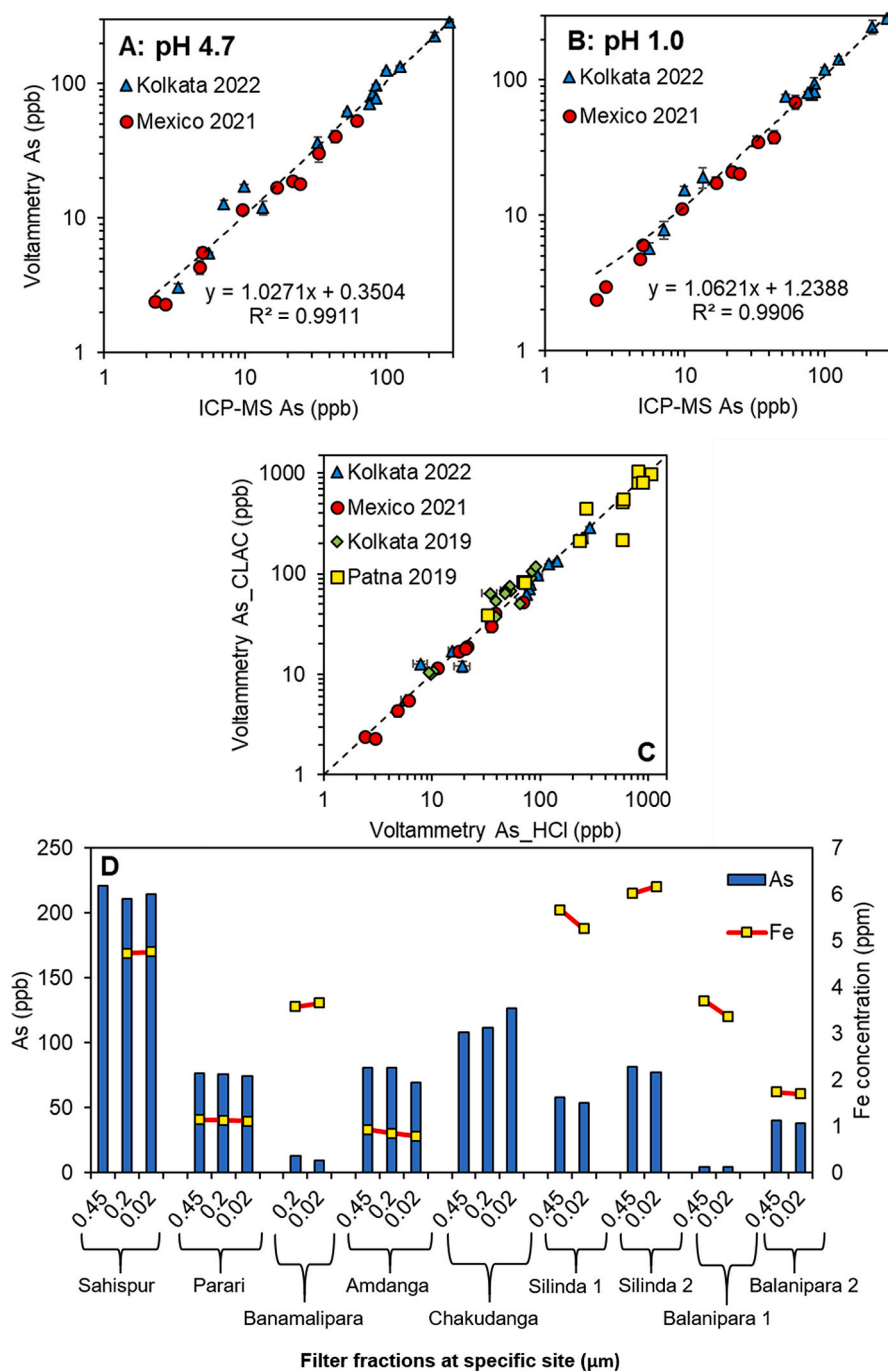 A: pH 4.7
Kolkata 2022
Mexico 2021
100
10
1
Voltammetry As (ppb)
y = 1.0271x + 0.3504
R² = 0.9911
1 10 100
ICP-MS As (ppb)
B: pH 1.0
Kolkata 2022
Mexico 2021
100
10
1
y = 1.0621x + 1.2388
R² = 0.9906
1 10 100
ICP-MS As (ppb)
Kolkata 2022
Mexico 2021
Kolkata 2019
Patna 2019
1000
100
10
1
Voltammetry As_CLAC (ppb)
C
1 10 100 1000
Voltammetry As_HCl (ppb)
D
As
Fe
250
200
150
100
50
0
As (ppb)
7
6
5
4
3
2
1
0
Fe concentration (ppm)
0.45 0.2 0.02 0.45 0.2 0.02 0.2 0.02 0.45 0.2 0.02 0.45 0.2 0.02 0.45 0.02 0.45 0.02 0.45 0.02 0.45 0.02
Sahispur Parari Amdanga Silinda 1 Silinda 2 Balanipara 2
Banamalipara Chakudanga Balanipara 1
Filter fractions at specific site (µm)